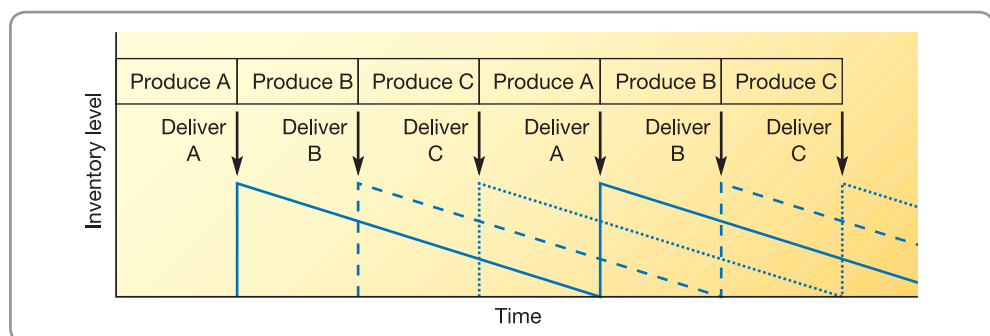 Produce A Produce B Produce C Produce A Produce B Produce C
Deliver Deliver Deliver Deliver Deliver Deliver
A B C A B C
Inventory level
Time